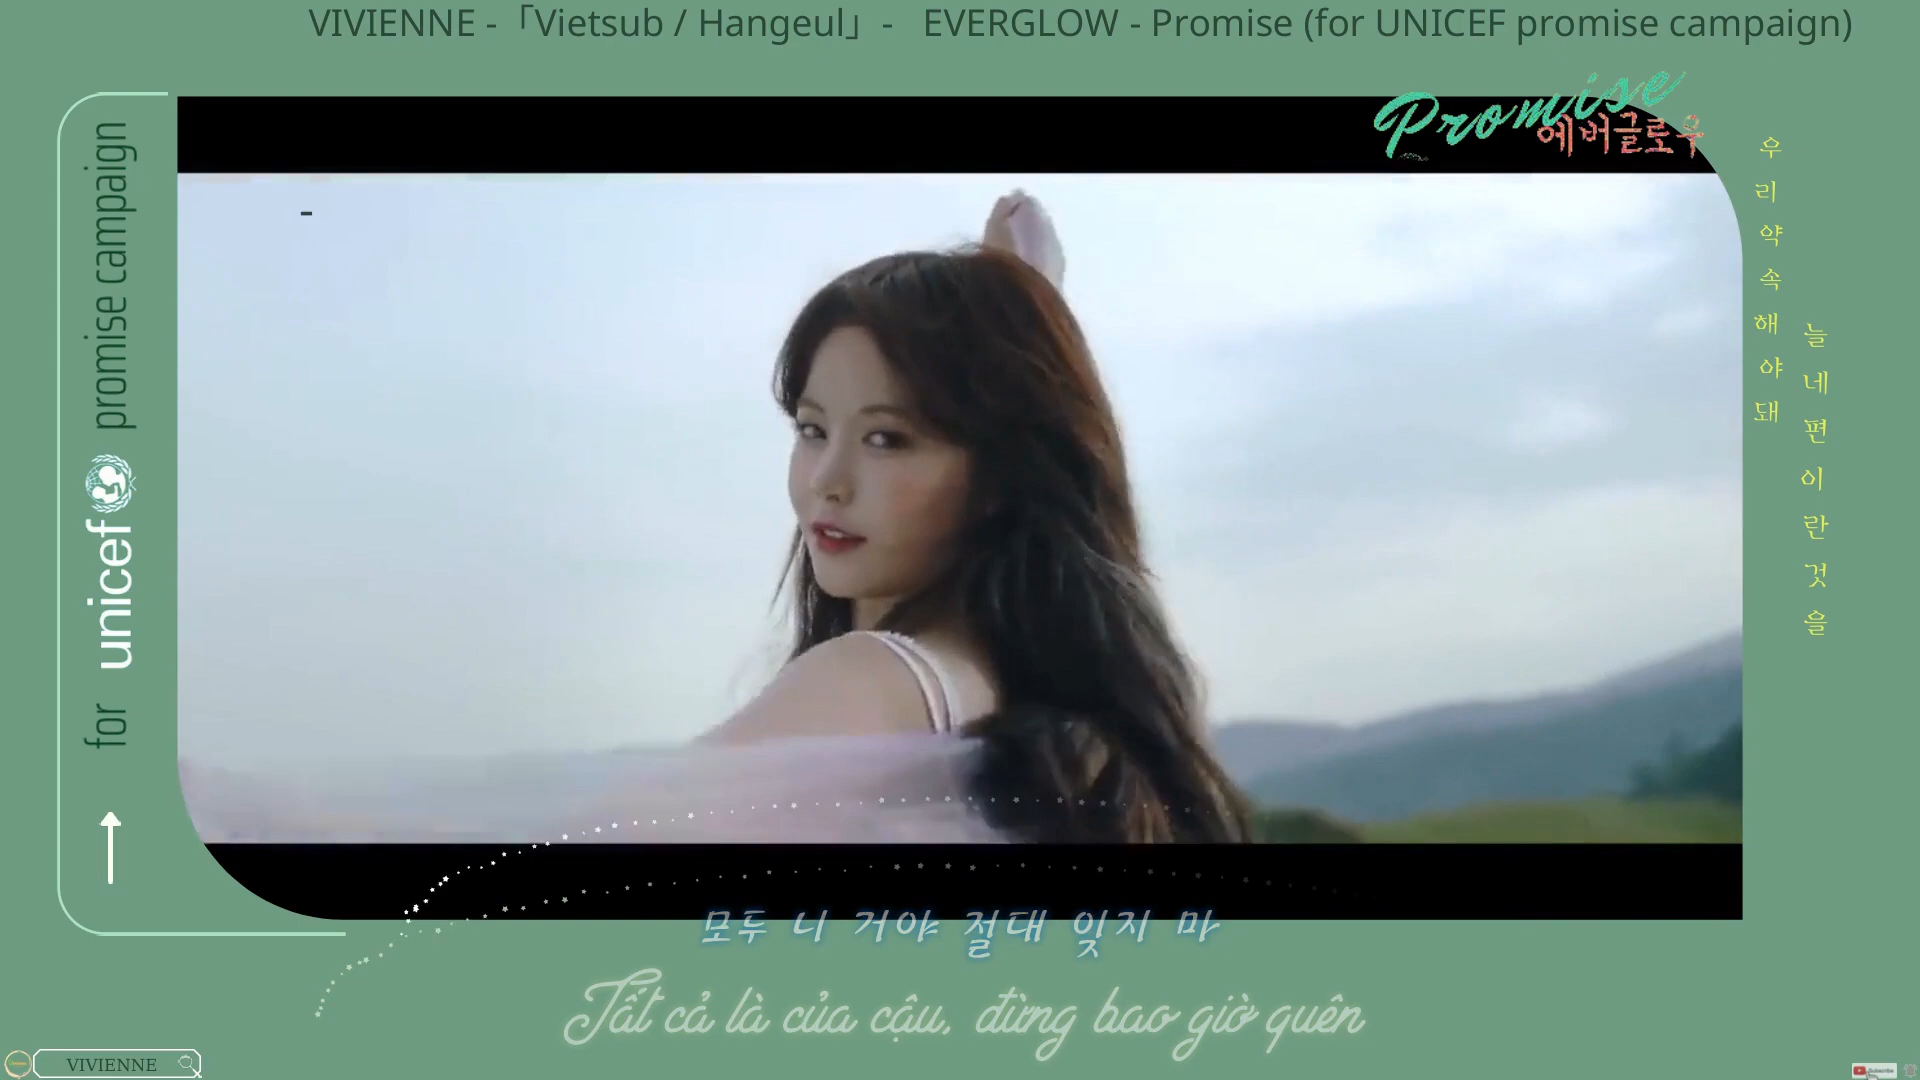 VIVIENNE -「Vietsub / Hangeul」- EVERGLOW - Promise (for UNICEF promise campaign)
for unicef promise campaign
-
Promise
에버글로우
우리약속해야돼
늘네편이란것을
모두 니 거야 절대 잊지 마
Tất cả là của cậu, đừng bao giờ quên
VIVIENNE
Subscribe